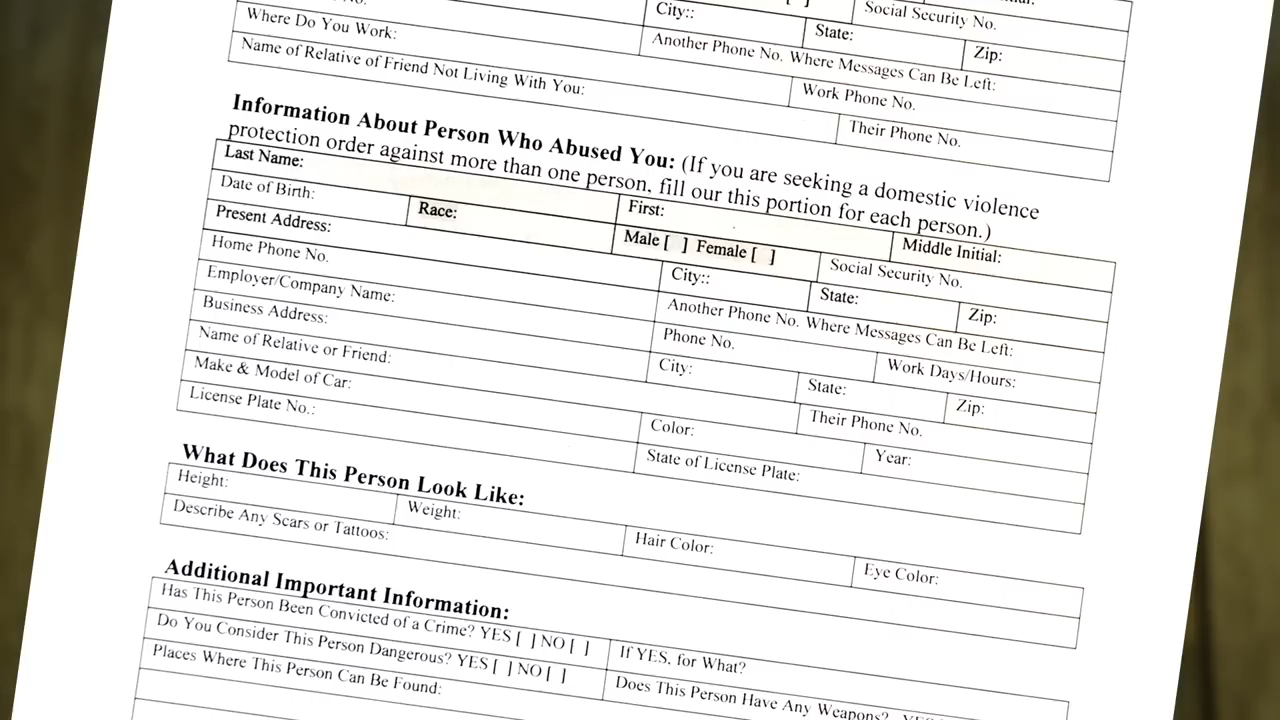 City:: Social Security No.
Where Do You Work: State: Zip:
Name of Relative of Friend Not Living With You: Another Phone No. Where Messages Can Be Left:
Work Phone No.
Their Phone No.
Information About Person Who Abused You: (If you are seeking a domestic violence
protection order against more than one person, fill our this portion for each person.)
Last Name: First: Middle Initial:
Date of Birth: Race: Male [ ] Female [ ] Social Security No.
Present Address: City:: State: Zip:
Home Phone No. Another Phone No. Where Messages Can Be Left:
Employer/Company Name: Phone No. Work Days/Hours:
Business Address: City: State: Zip:
Name of Relative or Friend: Their Phone No.
Make & Model of Car: Color: Year:
License Plate No.: State of License Plate:
What Does This Person Look Like:
Height: Weight: Hair Color: Eye Color:
Describe Any Scars or Tattoos:
Additional Important Information:
Has This Person Been Convicted of a Crime? YES [ ] NO [ ] If YES, for What?
Do You Consider This Person Dangerous? YES [ ] NO [ ] Does This Person Have Any Weapons? YES
Places Where This Person Can Be Found: